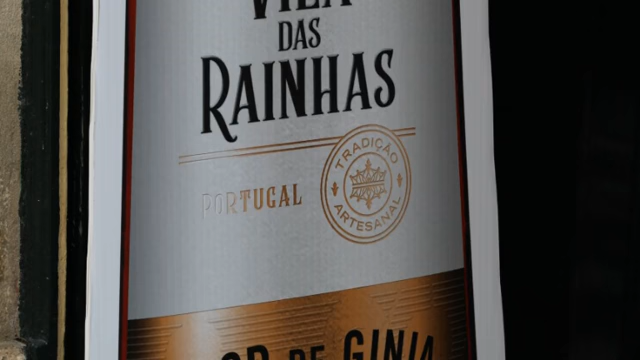 VILA
DAS
RAINHAS
PORTUGAL
TRADIÇÃO
ARTESANAL
DE GINJA